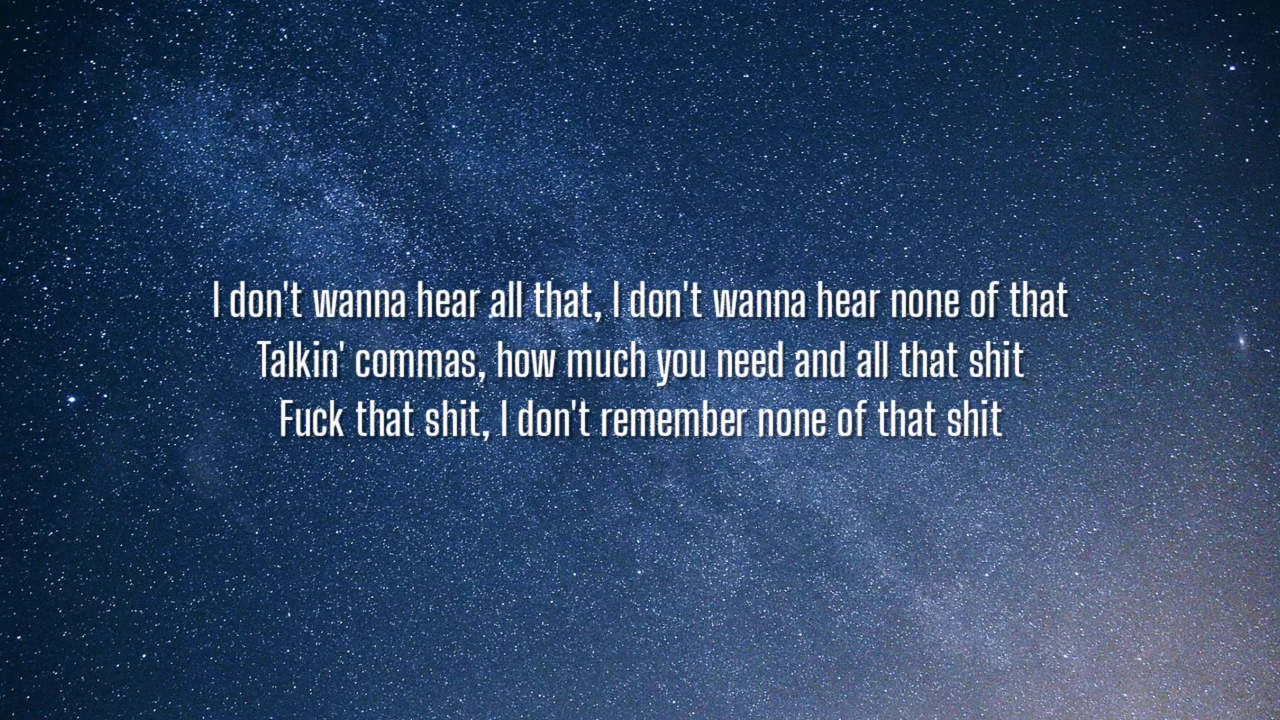 I don't wanna hear all that, I don't wanna hear none of that
Talkin' commas, how much you need and all that shit
Fuck that shit, I don't remember none of that shit